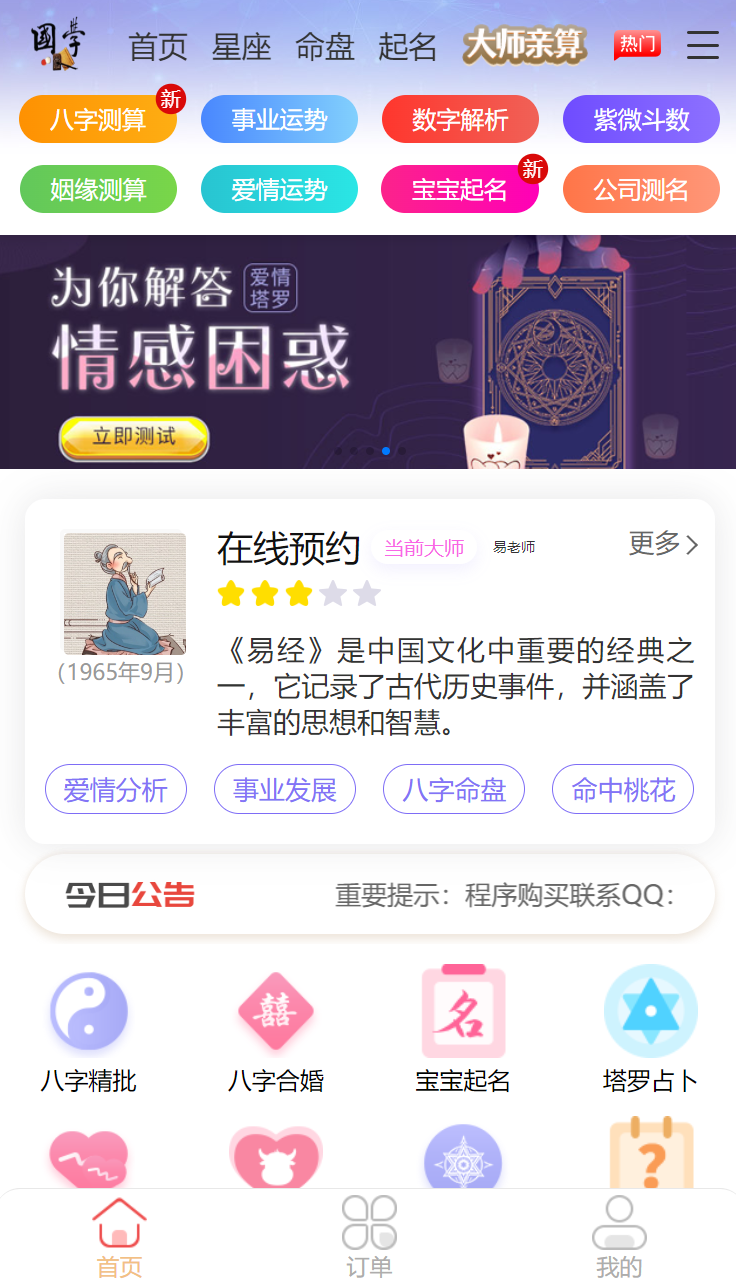 國学
首页 星座 命盘 起名 大师亲算 热门
八字测算 新 事业运势 数字解析 紫微斗数
姻缘测算 爱情运势 宝宝起名 新 公司测名
为你解答 爱情塔罗
情感困惑
立即测试
在线预约 当前大师 易老师 更多
(1965年9月)
《易经》是中国文化中重要的经典之
一，它记录了古代历史事件，并涵盖了
丰富的思想和智慧。
爱情分析 事业发展 八字命盘 命中桃花
今日公告 重要提示：程序购买联系QQ：
囍 名
八字精批 八字合婚 宝宝起名 塔罗占卜
?
首页 订单 我的